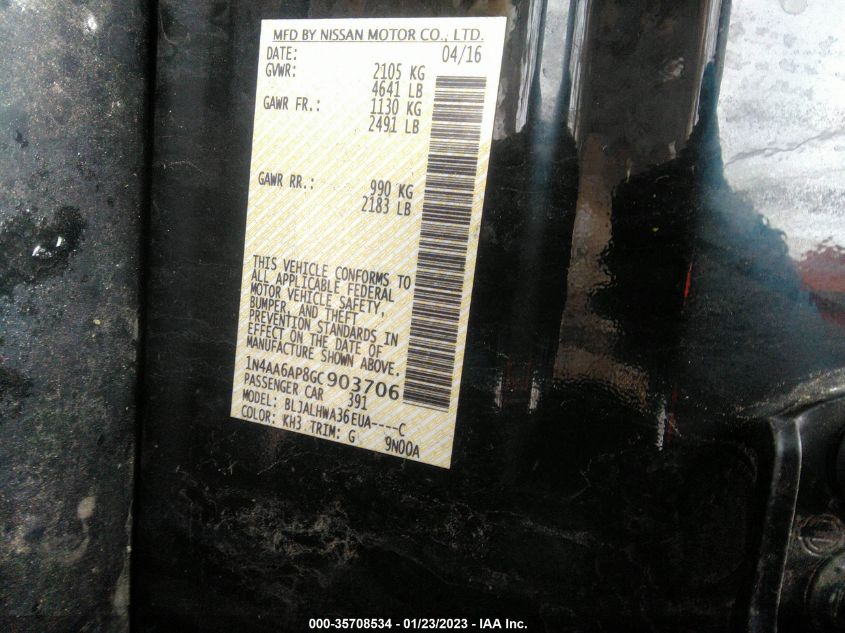 MFD BY NISSAN MOTOR CO., LTD.
DATE: 04/16
GVWR: 2105 KG
4641 LB
GAWR FR.: 1130 KG
2491 LB
GAWR RR.: 990 KG
2183 LB
THIS VEHICLE CONFORMS TO
ALL APPLICABLE FEDERAL
MOTOR VEHICLE SAFETY,
BUMPER, AND THEFT
PREVENTION STANDARDS IN
EFFECT ON THE DATE OF
MANUFACTURE SHOWN ABOVE.
1N4AA6AP8GC903706
PASSENGER CAR 391
MODEL: BLJALHWA36EUA----C
COLOR: KH3 TRIM: G 9N00A
000-35708534 - 01/23/2023 - IAA Inc.